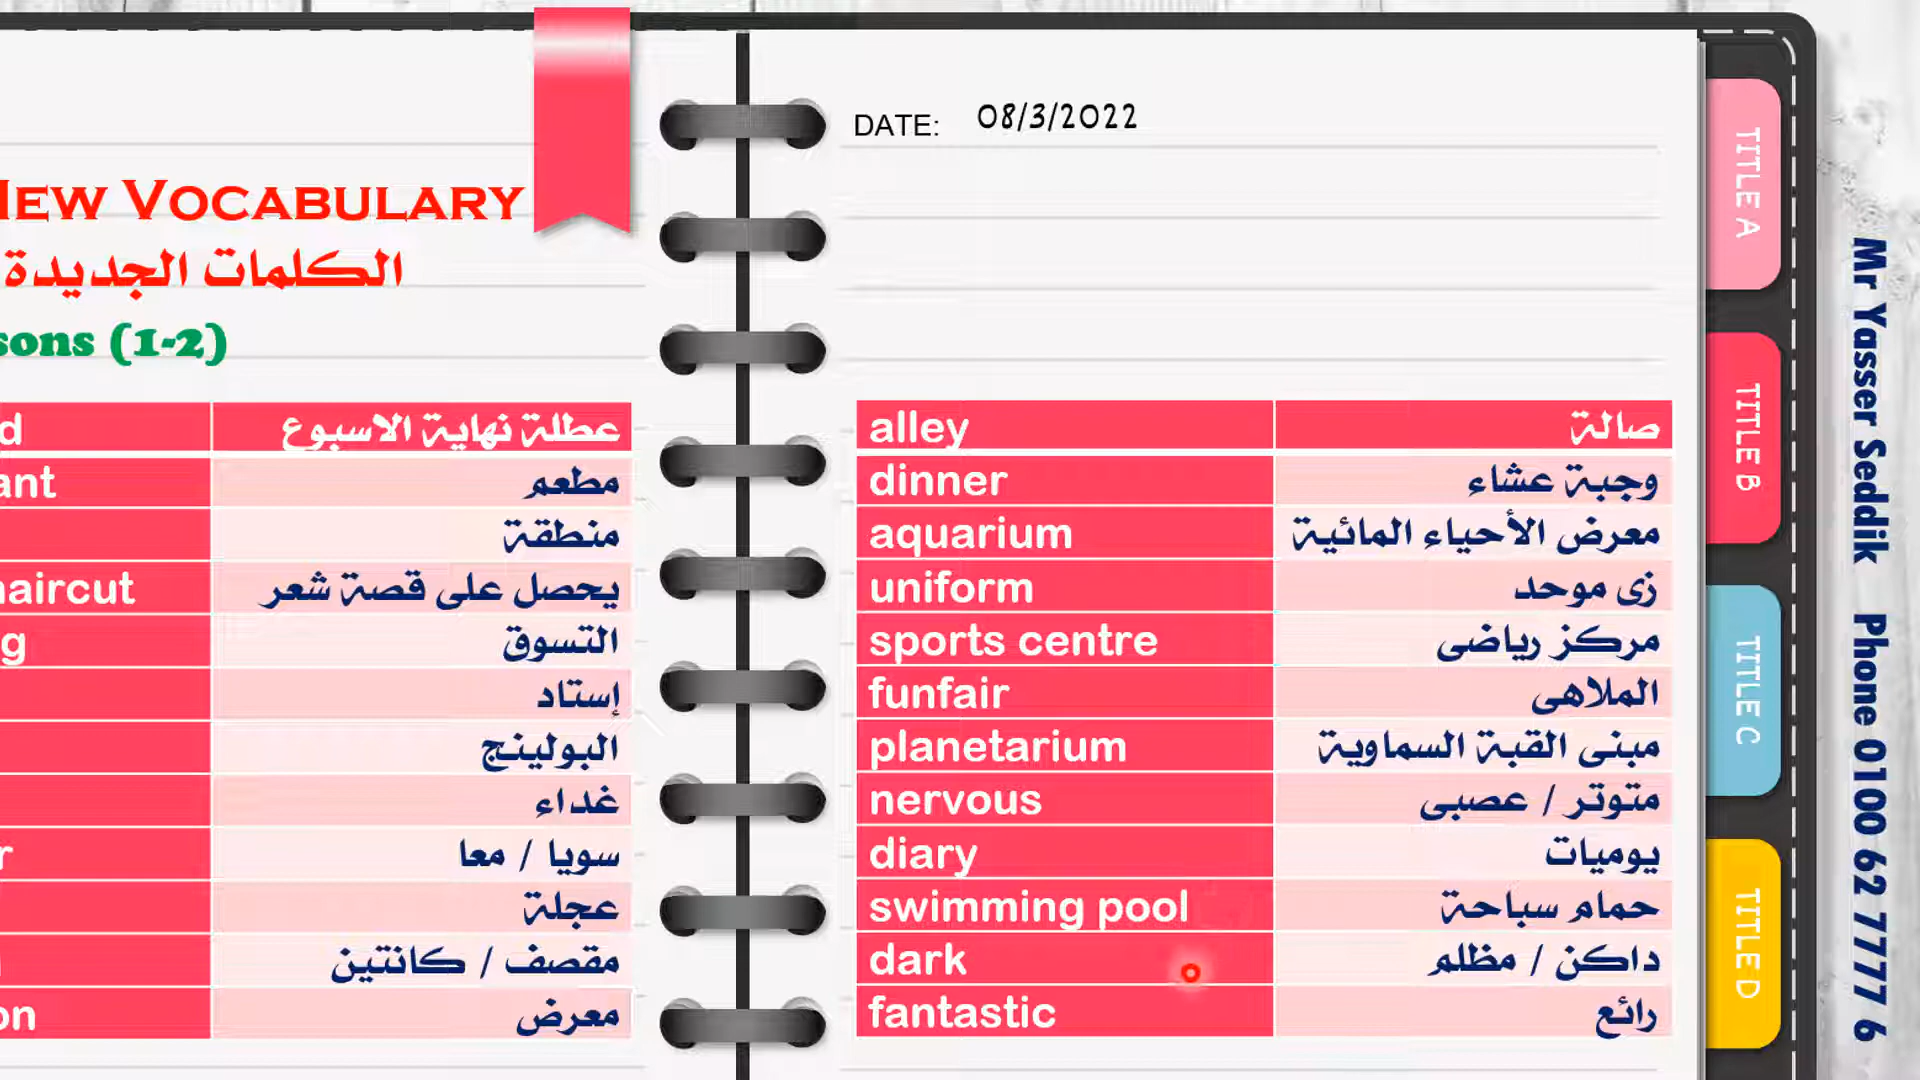 NEW VOCABULARY
الكلمات الجديدة
sons (1-2)
d عطلة نهاية الاسبوع
ant مطعم
منطقة
haircut يحصل على قصة شعر
g التسوق
إستاد
البولينج
غداء
r سويا / معا
عجلة
مقصف / كانتين
on معرض
DATE: 08/3/2022
alley صالة
dinner وجبة عشاء
aquarium معرض الأحياء المائية
uniform زى موحد
sports centre مركز رياضى
funfair الملاهى
planetarium مبنى القبة السماوية
nervous متوتر / عصبى
diary يوميات
swimming pool حمام سباحة
dark داكن / مظلم
fantastic رائع
TITLE A
TITLE B
TITLE C
TITLE D
Mr Yasser Seddik Phone 0100 62 7777 6